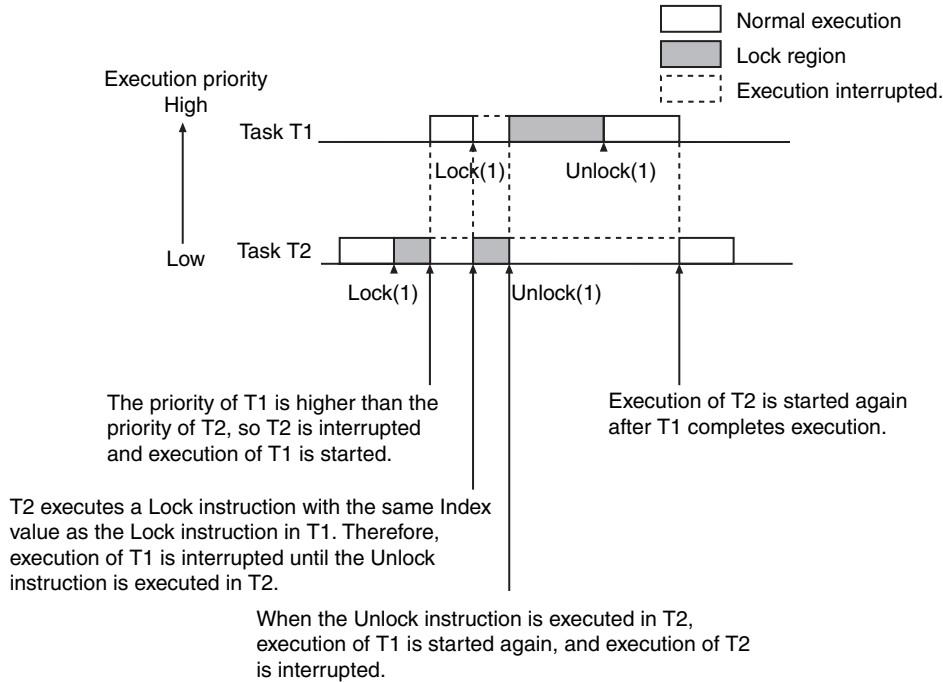 Normal execution
Lock region
Execution interrupted.
Execution priority
High
Task T1
Lock(1)
Unlock(1)
Low
Task T2
Lock(1)
Unlock(1)
The priority of T1 is higher than the
priority of T2, so T2 is interrupted
and execution of T1 is started.
Execution of T2 is started again
after T1 completes execution.
T2 executes a Lock instruction with the same Index
value as the Lock instruction in T1. Therefore,
execution of T1 is interrupted until the Unlock
instruction is executed in T2.
When the Unlock instruction is executed in T2,
execution of T1 is started again, and execution of T2
is interrupted.